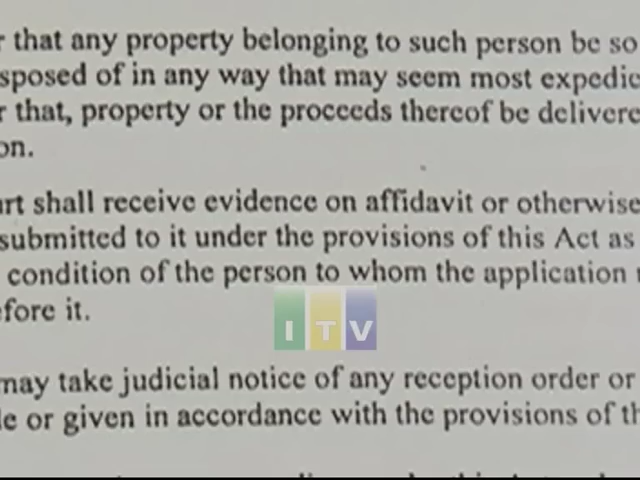 r that any property belonging to such person be so
sposed of in any way that may seem most expedic
r that, property or the proceeds thereof be delivere
on.
rt shall receive evidence on affidavit or otherwise
submitted to it under the provisions of this Act as
condition of the person to whom the application
fore it.
ITV
may take judicial notice of any reception order or
le or given in accordance with the provisions of th